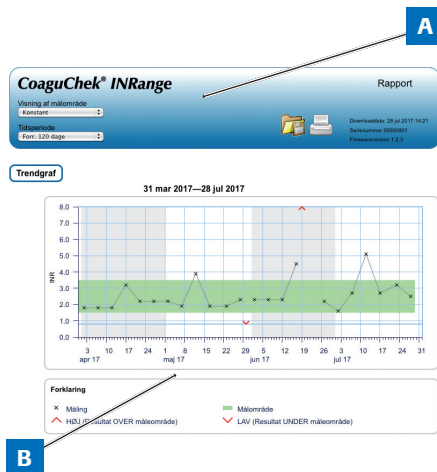 A
CoaguChek® INRange
Rapport
Visning af målområde
Konstant
Tidsperiode
Forr. 120 dage
Downloaddato: 28 jul 2017 14:21
Serienummer 00000001
Firmwareversion 1.2.3
Trendgraf
31 mar 2017—28 jul 2017
INR
8.0
7.0
6.0
5.0
4.0
3.0
2.0
1.0
0.0
3 10 17 24 1 8 15 22 29 5 12 19 26 3 10 17 24 31
apr 17 maj 17 jun 17 jul 17
Forklaring
× Måling
Målområde
HØJ (Resultat OVER måleområde)
LAV (Resultat UNDER måleområde)
B